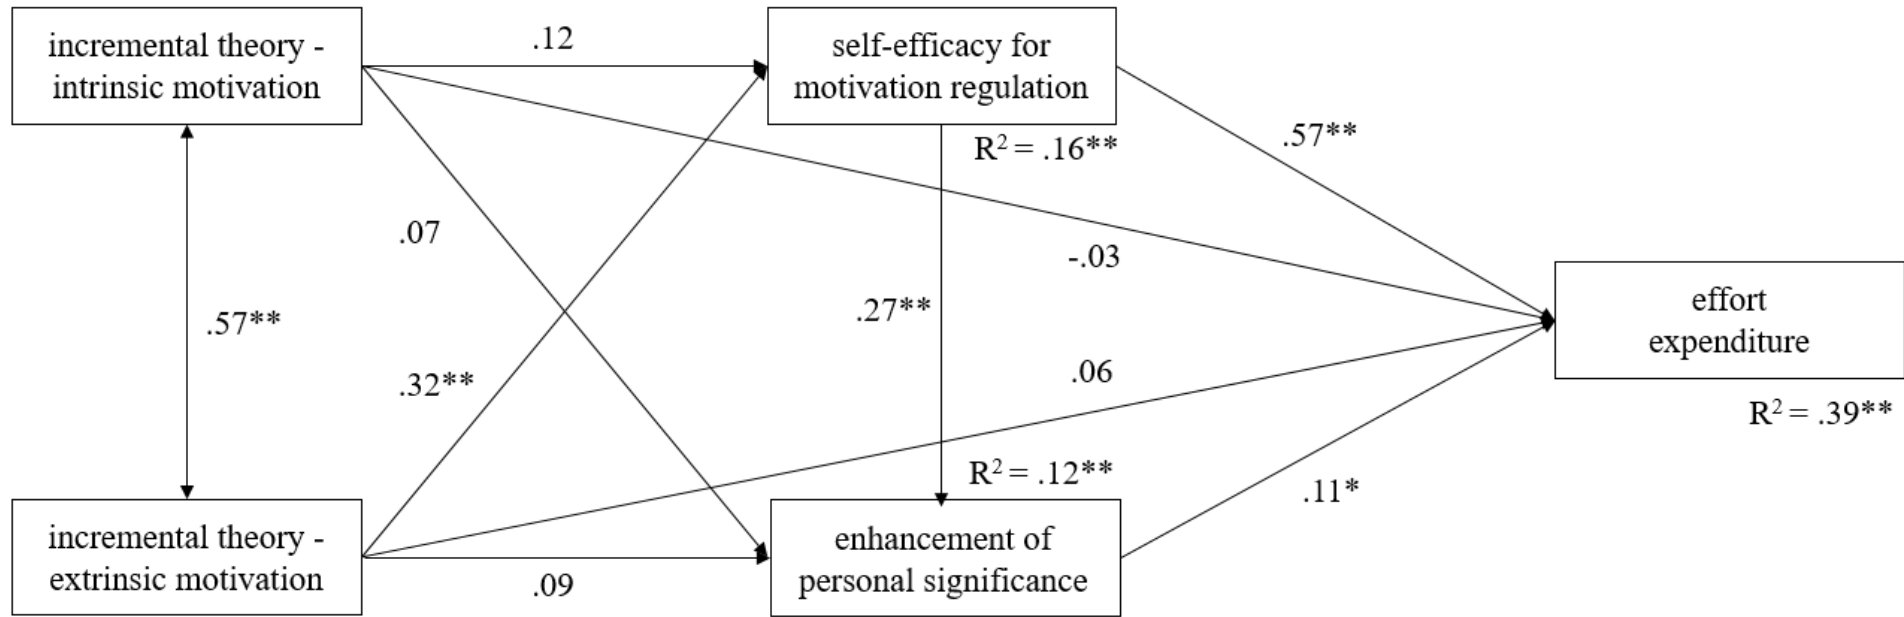 incremental theory -
intrinsic motivation
.12
self-efficacy for
motivation regulation
R² = .16**
.57**
.07
-.03
.57**
.27**
effort
expenditure
R² = .39**
.32**
.06
R² = .12**
.11*
incremental theory -
extrinsic motivation
.09
enhancement of
personal significance